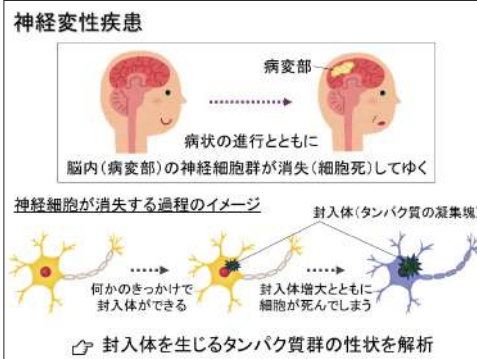 神経変性疾患
病変部
病状の進行とともに
脳内(病変部)の神経細胞群が消失(細胞死)してゆく
神経細胞が消失する過程のイメージ
封入体(タンパク質の凝集塊)
何かのきっかけで
封入体ができる
封入体増大とともに
細胞が死んでしまう
封入体を生じるタンパク質群の性状を解析